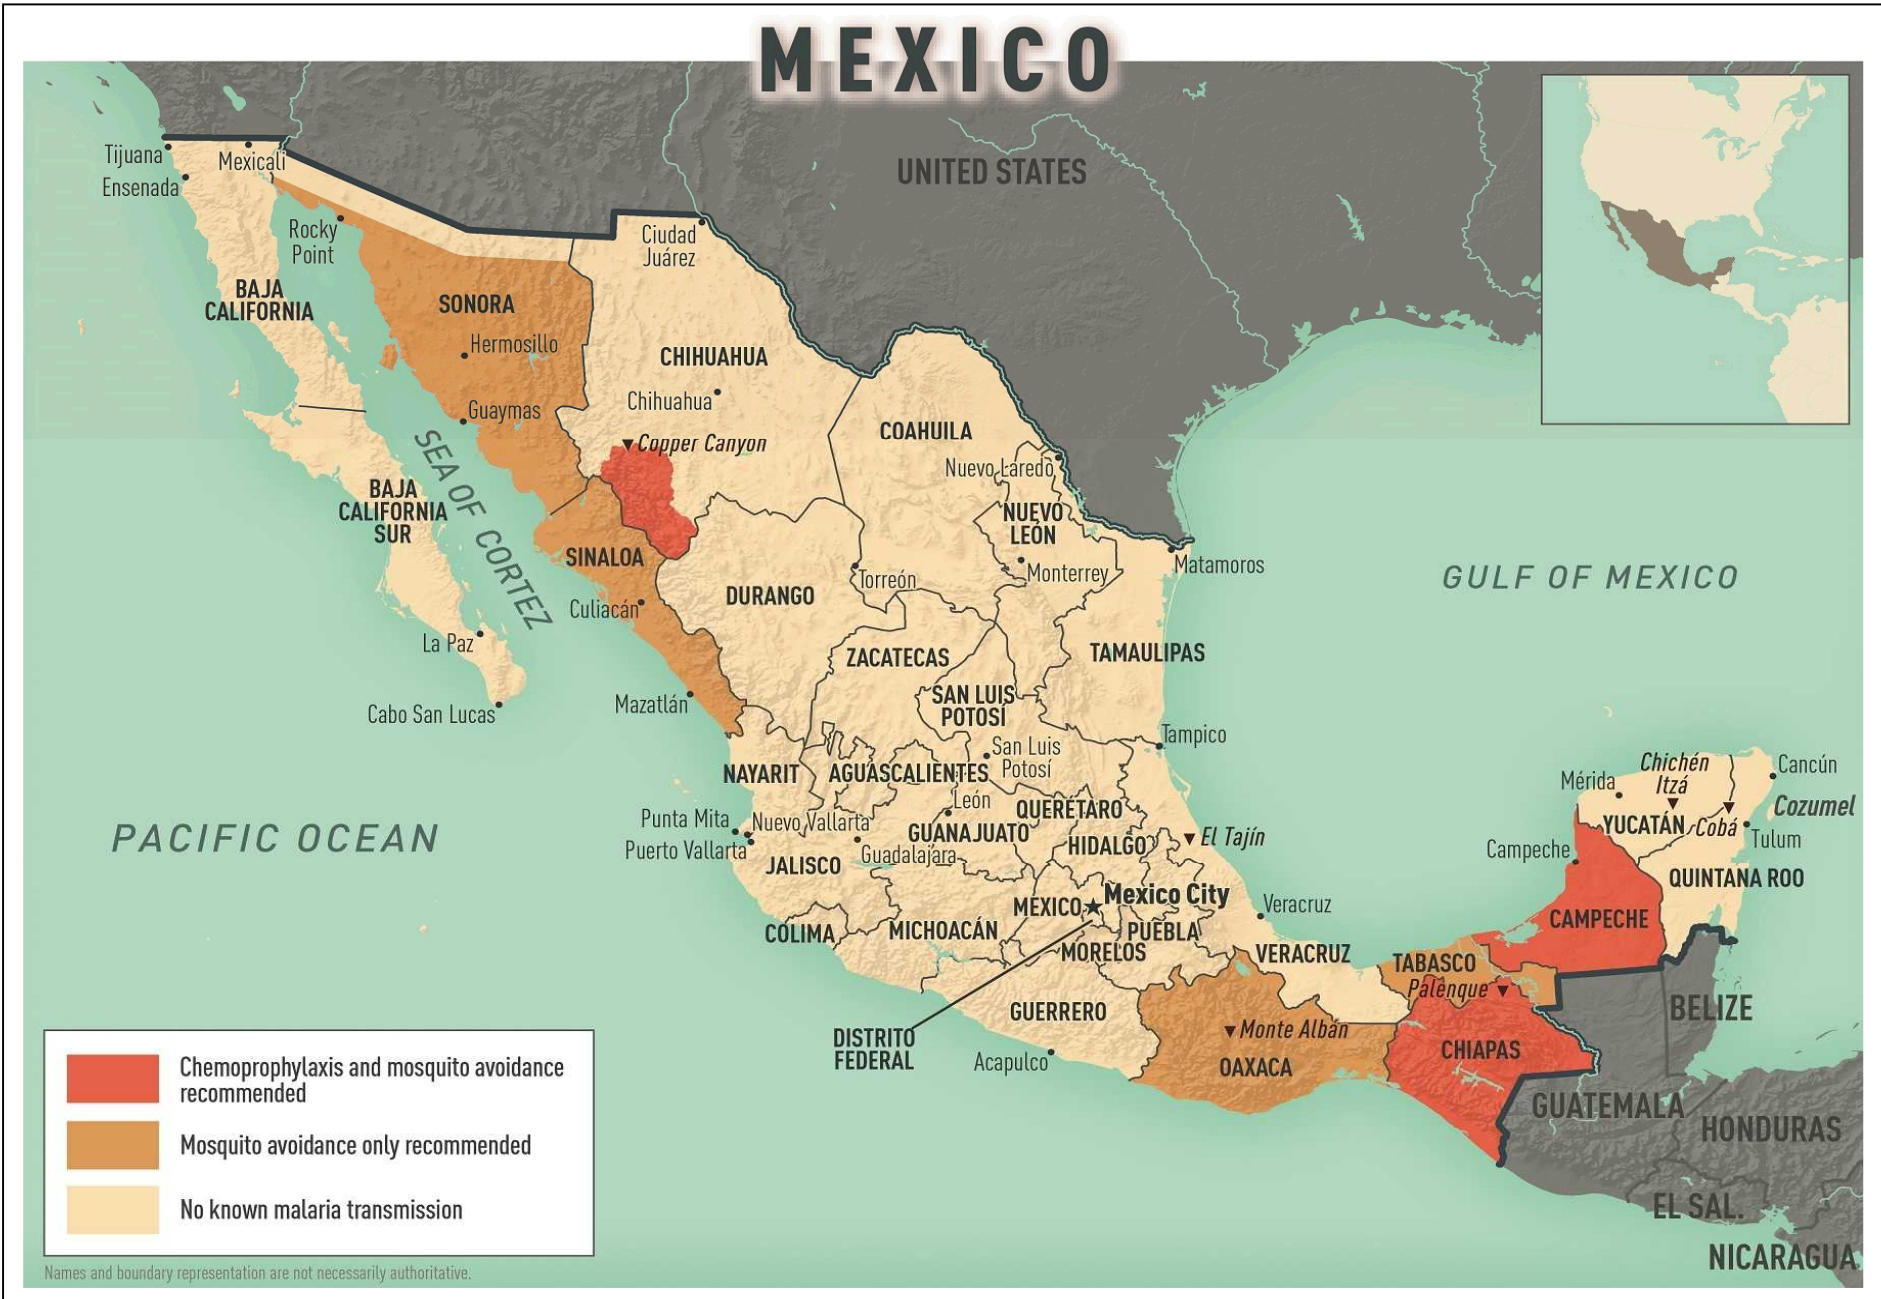 MEXICO
UNITED STATES
Tijuana
Mexicali
Ensenada
Rocky
Point
Ciudad
Juárez
BAJA
CALIFORNIA
SONORA
Hermosillo
CHIHUAHUA
Chihuahua
Guaymas
Copper Canyon
COAHUILA
Nuevo Laredo
SEA OF CORTEZ
BAJA
CALIFORNIA
SUR
NUEVO
LEÓN
SINALOA
Monterrey
Matamoros
GULF OF MEXICO
Torreón
DURANGO
Culiacán
La Paz
ZACATECAS
TAMAULIPAS
Cabo San Lucas
Mazatlán
SAN LUIS
POTOSÍ
Tampico
San Luis
Potosí
NAYARIT
AGUASCALIENTES
León
QUERÉTARO
Chichén
Itzá
Cancún
Mérida
Cozumel
PACIFIC OCEAN
Punta Mita
Nuevo Vallarta
Puerto Vallarta
GUANAJUATO
HIDALGO
El Tajín
YUCATÁN
Cobá
Tulum
JALISCO
Guadalajara
Campeche
QUINTANA ROO
MÉXICO
Mexico City
Veracruz
CAMPECHE
COLIMA
MICHOACÁN
PUEBLA
MORELOS
VERACRUZ
TABASCO
Palenque
GUERRERO
BELIZE
DISTRITO
FEDERAL
Monte Albán
CHIAPAS
Acapulco
OAXACA
GUATEMALA
HONDURAS
EL SAL.
NICARAGUA
Chemoprophylaxis and mosquito avoidance
recommended
Mosquito avoidance only recommended
No known malaria transmission
Names and boundary representation are not necessarily authoritative.